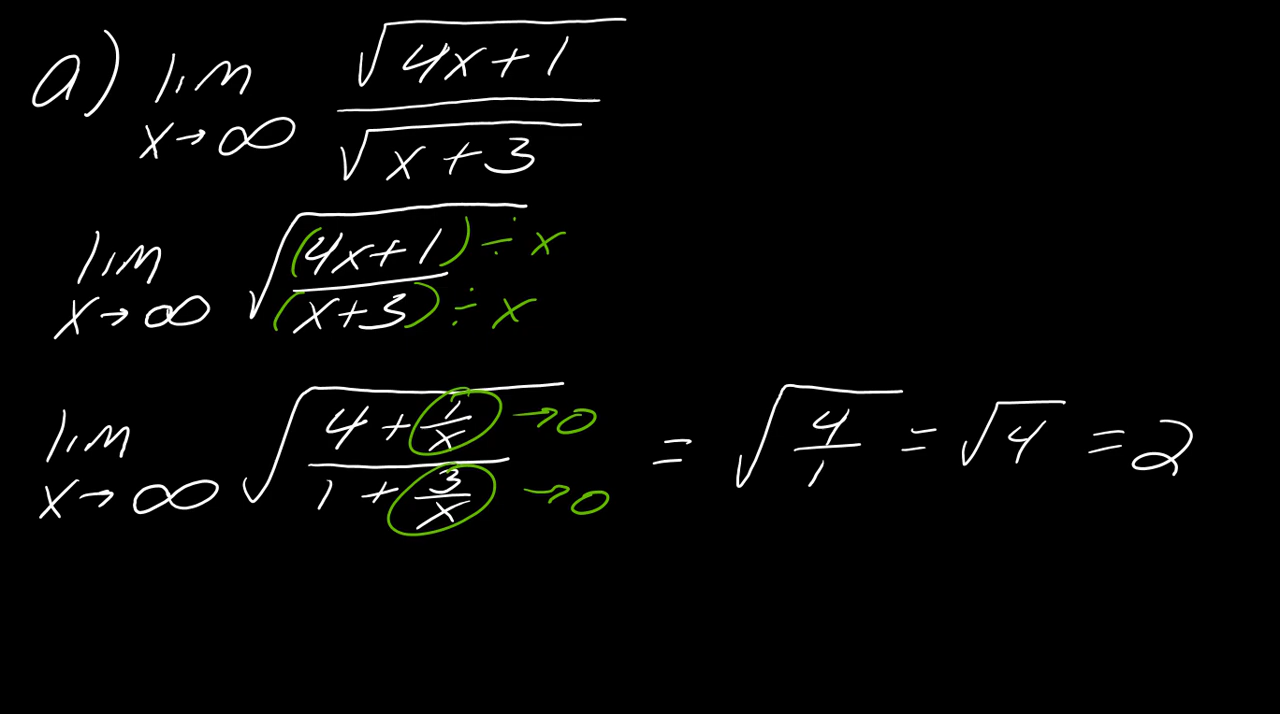 a) lim x→∞ √(4x+1) / √(x+3)
lim x→∞ √((4x+1)÷x / (x+3)÷x)
lim x→∞ √((4 + 1/x →0) / (1 + 3/x →0)) = √(4/1) = √4 = 2